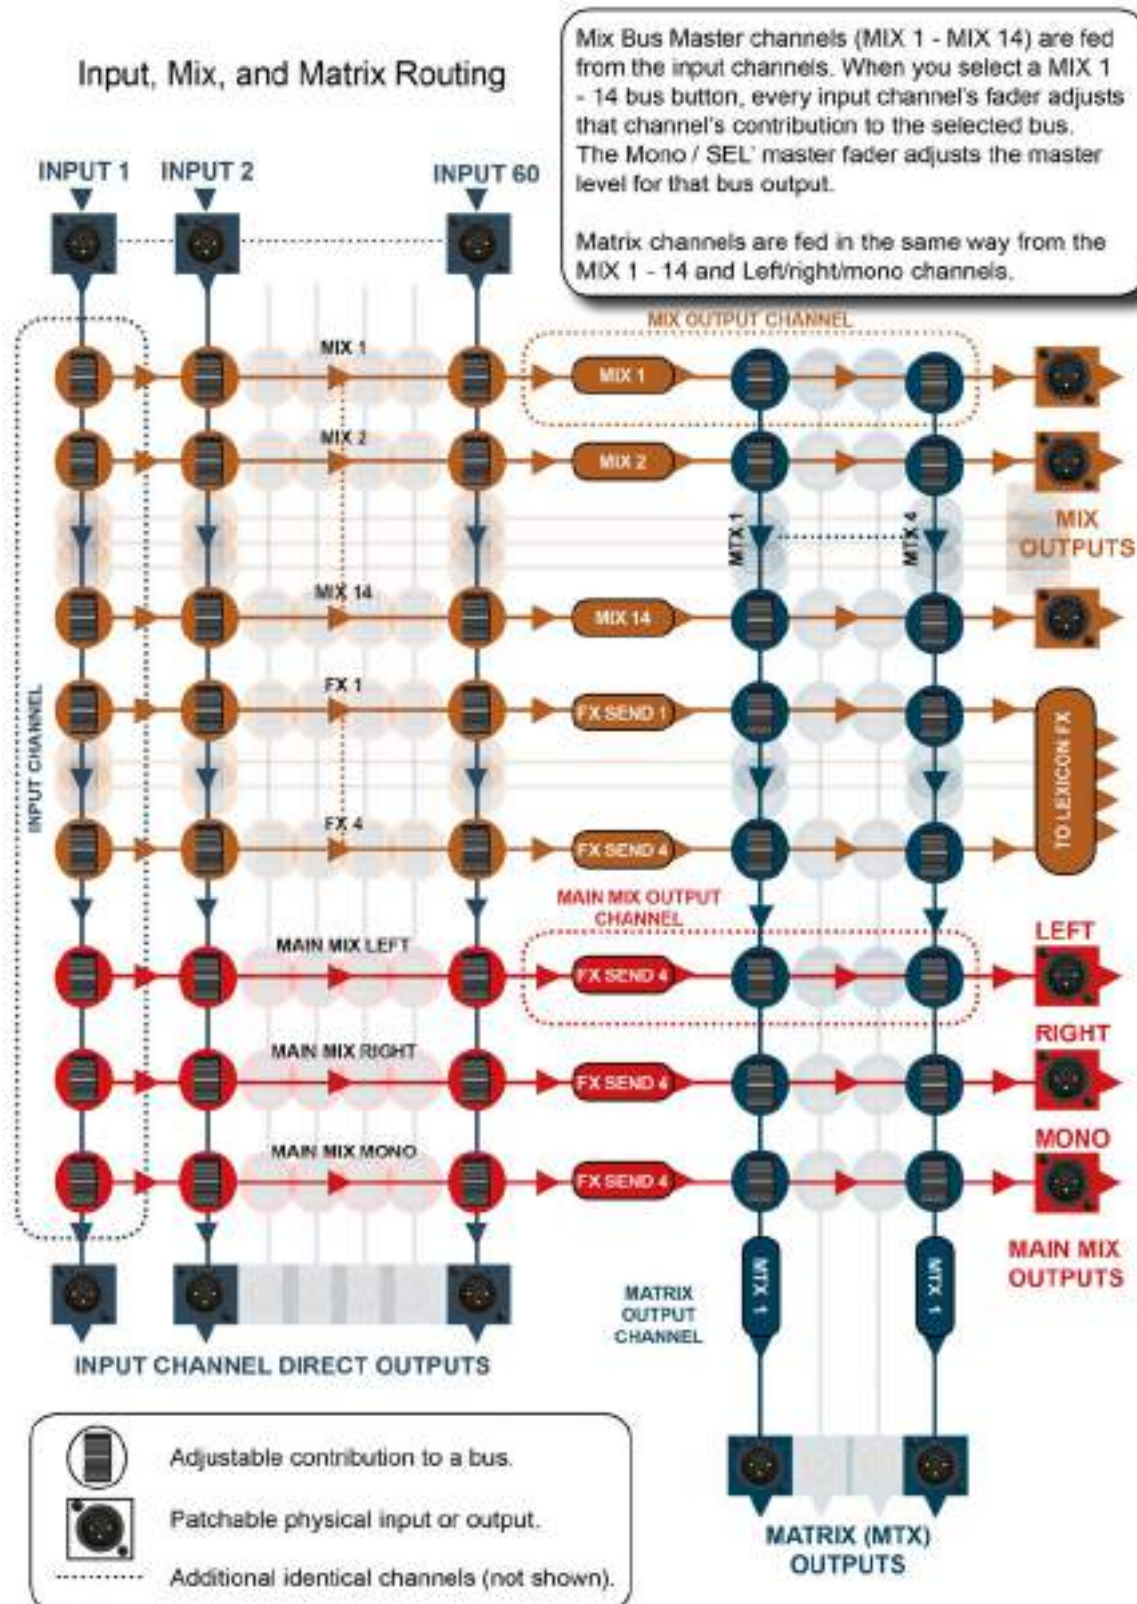 Input, Mix, and Matrix Routing
Mix Bus Master channels (MIX 1 - MIX 14) are fed
from the input channels. When you select a MIX 1
- 14 bus button, every input channel's fader adjusts
that channel's contribution to the selected bus.
The Mono / SEL' master fader adjusts the master
level for that bus output.
Matrix channels are fed in the same way from the
MIX 1 - 14 and Left/right/mono channels.
INPUT 1
INPUT 2
INPUT 60
MIX OUTPUT CHANNEL
MIX 1
MIX 1
MIX 2
MIX 2
MTX 1
MTX 4
MIX
OUTPUTS
MIX 14
MIX 14
INPUT CHANNEL
FX 1
FX SEND 1
TO LEXICON FX
FX 4
FX SEND 4
MAIN MIX OUTPUT
CHANNEL
MAIN MIX LEFT
FX SEND 4
LEFT
MAIN MIX RIGHT
FX SEND 4
RIGHT
MAIN MIX MONO
FX SEND 4
MONO
MAIN MIX
OUTPUTS
MTX 1
MTX 1
MATRIX
OUTPUT
CHANNEL
INPUT CHANNEL DIRECT OUTPUTS
Adjustable contribution to a bus.
Patchable physical input or output.
Additional identical channels (not shown).
MATRIX (MTX)
OUTPUTS